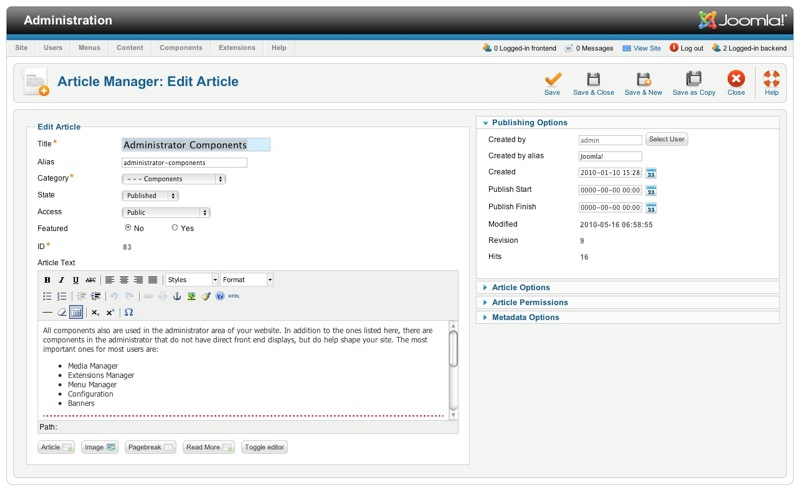 Administration
Joomla!
Site Users Menus Content Components Extensions Help
0 Logged-in frontend 0 Messages View Site Log out 2 Logged-in backend
Article Manager: Edit Article
Save Save & Close Save & New Save as Copy Close Help
Edit Article
Title * Administrator Components
Alias administrator-components
Category * - - - Components
State Published
Access Public
Featured No Yes
ID * 83
Article Text
B I U ABC Styles Format
HTML
All components also are used in the administrator area of your website. In addition to the ones listed here, there are
components in the administrator that do not have direct front end displays, but do help shape your site. The most
important ones for most users are:
• Media Manager
• Extensions Manager
• Menu Manager
• Configuration
• Banners
Path:
Article Image Pagebreak Read More Toggle editor
Publishing Options
Created by admin Select User
Created by alias Joomla!
Created 2010-01-10 15:28: 23
Publish Start 0000-00-00 00:00: 23
Publish Finish 0000-00-00 00:00: 23
Modified 2010-05-16 06:58:55
Revision 9
Hits 16
Article Options
Article Permissions
Metadata Options